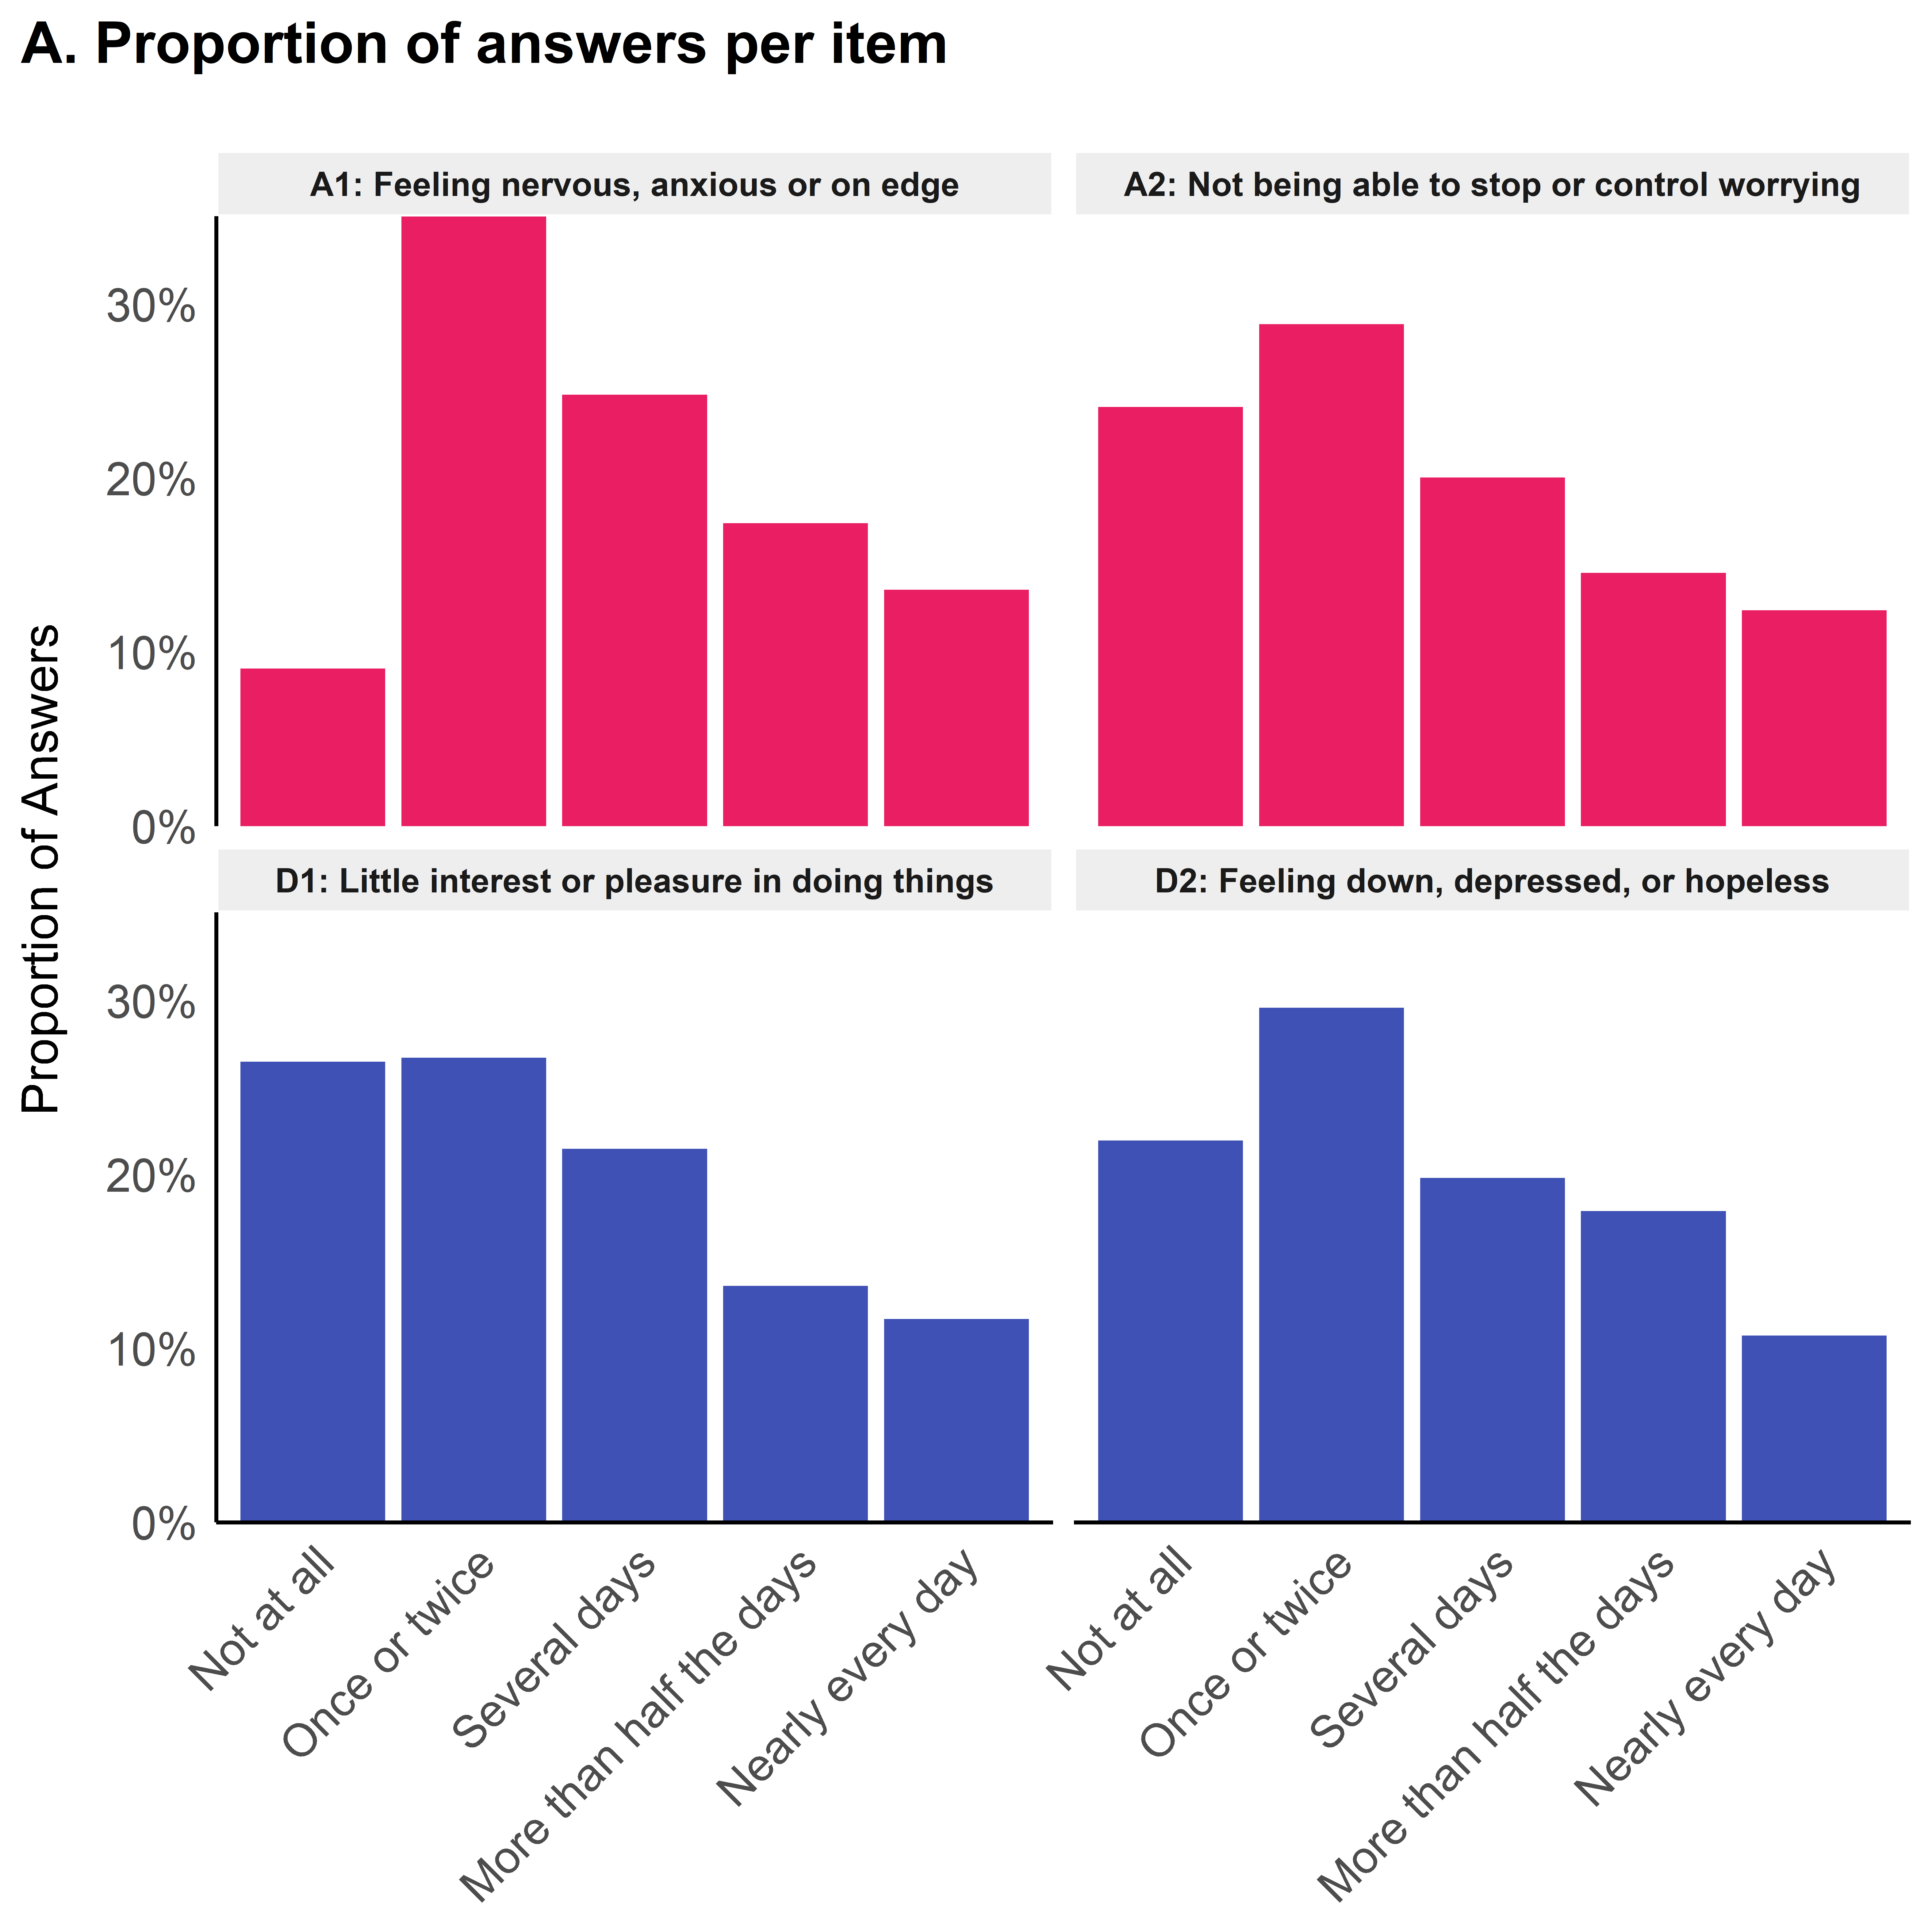 A. Proportion of answers per item
A1: Feeling nervous, anxious or on edge
A2: Not being able to stop or control worrying
30%
20%
10%
0%
Proportion of Answers
D1: Little interest or pleasure in doing things
D2: Feeling down, depressed, or hopeless
30%
20%
10%
0%
Not at all
Once or twice
Several days
More than half the days
Nearly every day
Not at all
Once or twice
Several days
More than half the days
Nearly every day